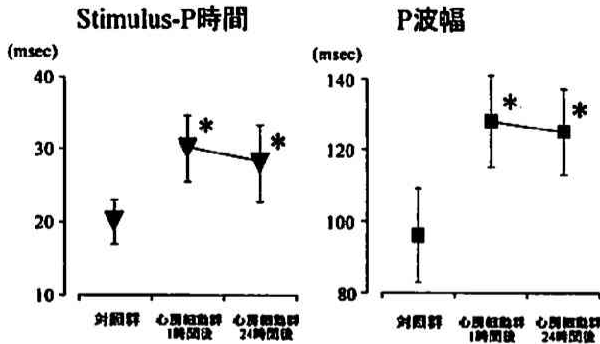 Stimulus-P時間
(msec)
40
30
20
10
*
*
対照群
心房細動群
1時間後
心房細動群
24時間後
P波幅
(msec)
140
120
100
80
*
*
対照群
心房細動群
1時間後
心房細動群
24時間後